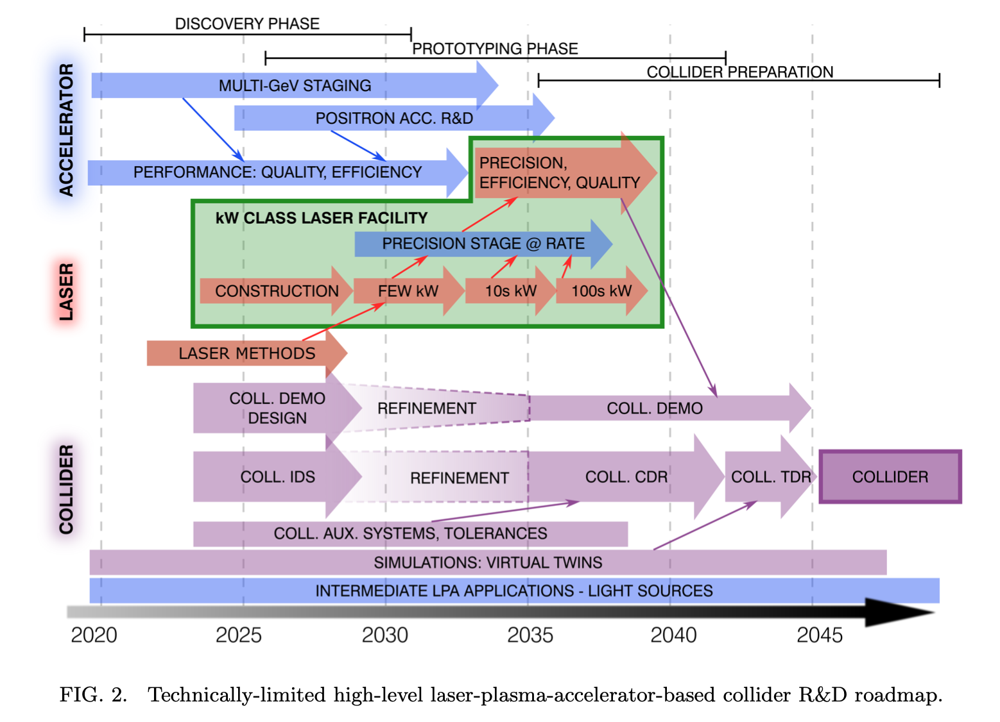 DISCOVERY PHASE
PROTOTYPING PHASE
COLLIDER PREPARATION
ACCELERATOR
MULTI-GeV STAGING
POSITRON ACC. R&D
PERFORMANCE: QUALITY, EFFICIENCY
PRECISION,
EFFICIENCY, QUALITY
kW CLASS LASER FACILITY
PRECISION STAGE @ RATE
LASER
CONSTRUCTION
FEW kW
10s kW
100s kW
LASER METHODS
COLLIDER
COLL. DEMO
DESIGN
REFINEMENT
COLL. DEMO
COLL. IDS
REFINEMENT
COLL. CDR
COLL. TDR
COLLIDER
COLL. AUX. SYSTEMS, TOLERANCES
SIMULATIONS: VIRTUAL TWINS
INTERMEDIATE LPA APPLICATIONS - LIGHT SOURCES
2020 2025 2030 2035 2040 2045
FIG. 2. Technically-limited high-level laser-plasma-accelerator-based collider R&D roadmap.